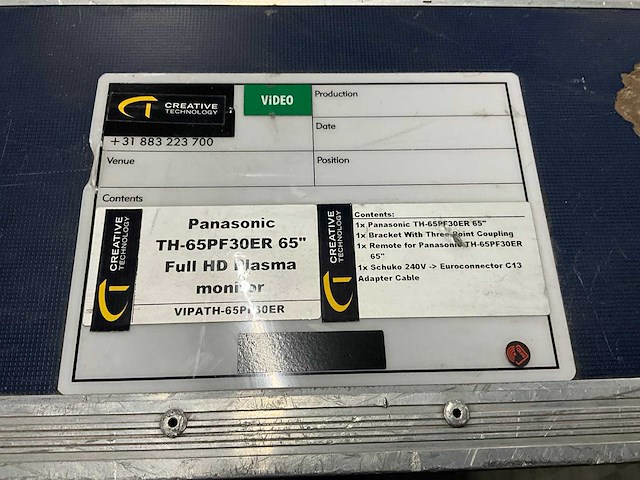 CREATIVE
TECHNOLOGY
ViDEO
+31 883 223 700
Production
Date
Venue
Position
Contents
CREATIVE
TECHNOLOGY
Panasonic
TH-65PF30ER 65"
Full HD Plasma
monitor
VIPATH-65PF30ER
CREATIVE
TECHNOLOGY
Contents:
1x Panasonic TH-65PF30ER 65"
1x Bracket With Three Point Coupling
1x Remote for Panasonic TH-65PF30ER
65"
1x Schuko 240V -> Euroconnector C13
Adapter Cable